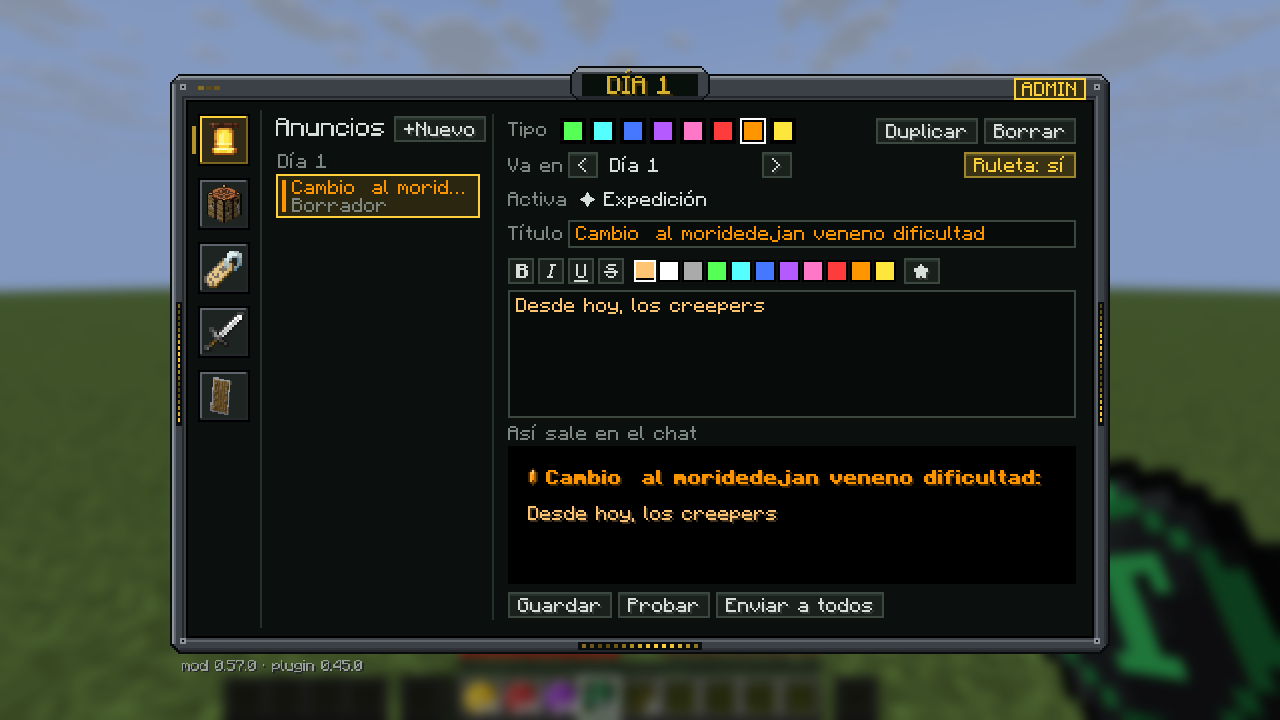 DÍA 1
ADMIN
Anuncios
+Nuevo
Día 1
Cambio  al morid...
Borrador
Tipo
Duplicar
Borrar
Va en
<
Día 1
>
Ruleta: sí
Activa
Expedición
Título
Cambio  al moridedejan veneno dificultad
B I U S
Desde hoy, los creepers
Así sale en el chat
Cambio  al moridedejan veneno dificultad:
Desde hoy, los creepers
Guardar
Probar
Enviar a todos
mod 0.57.0 · plugin 0.45.0